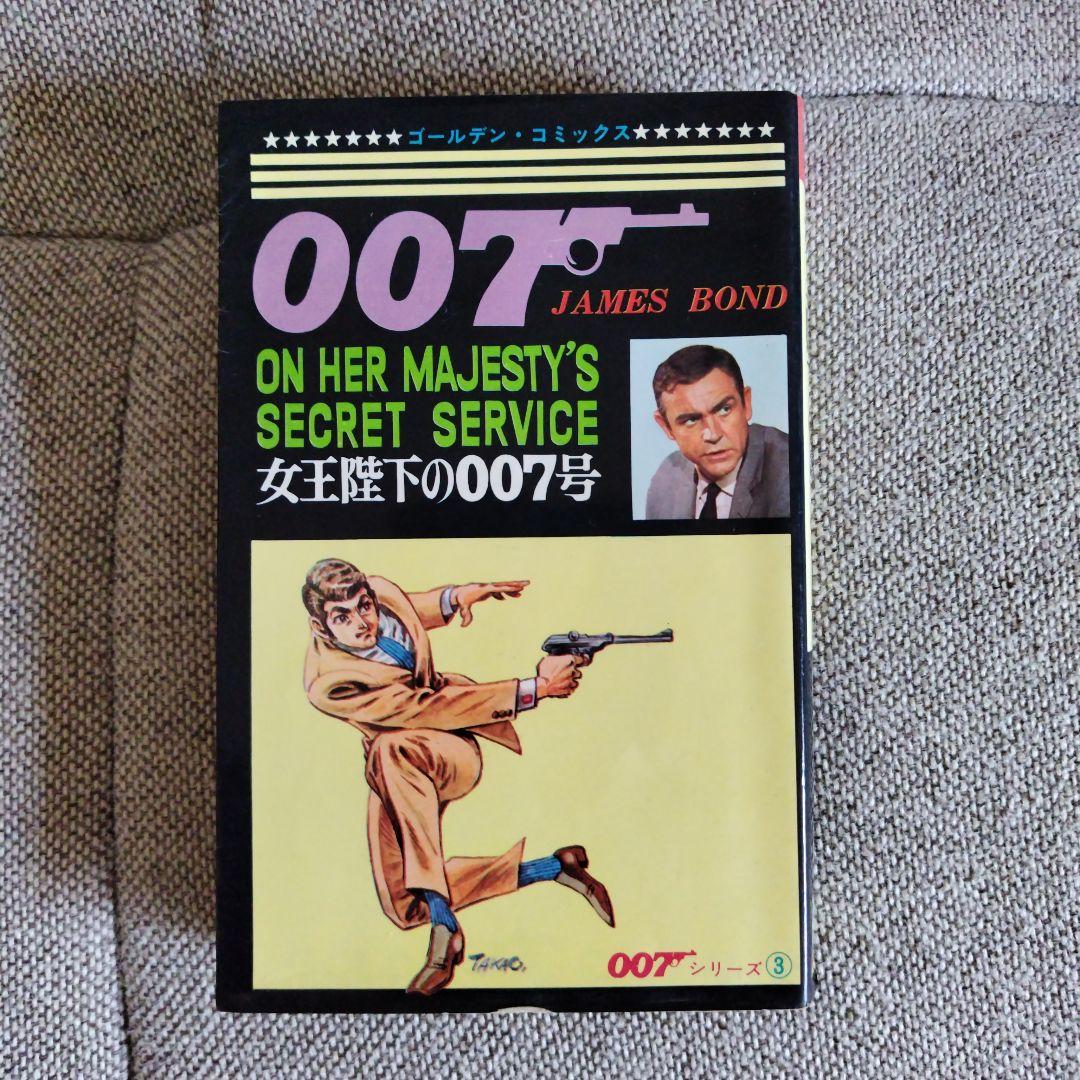 ★★★★★★★ゴールデン・コミックス★★★★★★★
007
JAMES BOND
ON HER MAJESTY'S
SECRET SERVICE
女王陛下の007号
TAKAO.
007シリーズ③